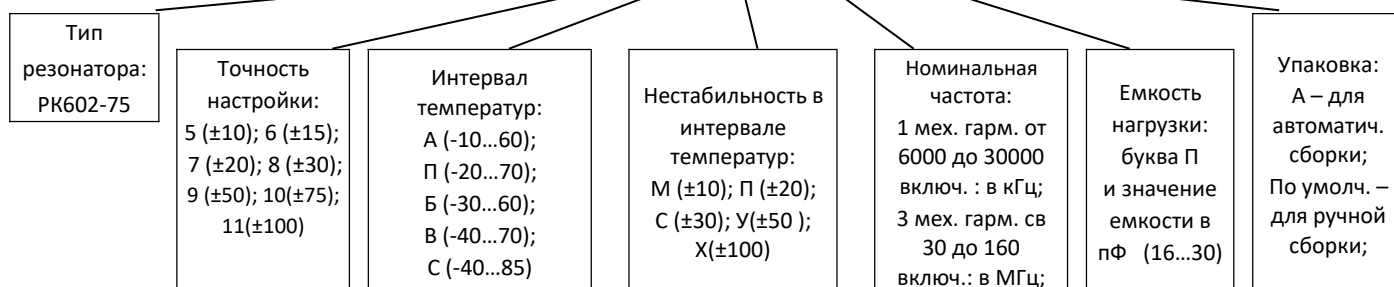 Тип
резонатора:
РК602-75
Точность
настройки:
5 (±10); 6 (±15);
7 (±20); 8 (±30);
9 (±50); 10(±75);
11(±100)
Интервал
температур:
А (-10...60);
П (-20...70);
Б (-30...60);
В (-40...70);
С (-40...85)
Нестабильность в
интервале
температур:
М (±10); П (±20);
С (±30); У(±50 );
Х(±100)
Номинальная
частота:
1 мех. гарм. от
6000 до 30000
включ. : в кГц;
3 мех. гарм. св
30 до 160
включ.: в МГц;
Емкость
нагрузки:
буква П
и значение
емкости в
пФ (16...30)
Упаковка:
А – для
автоматич.
сборки;
По умолч. –
для ручной
сборки;